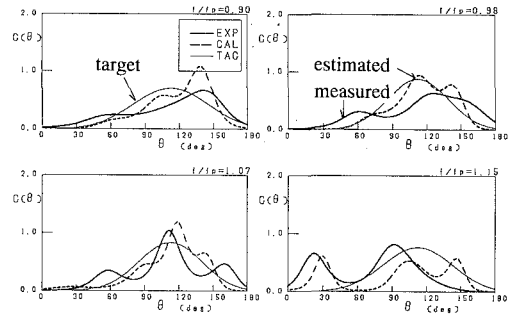 f/fp=0.90
2.0
G(θ)
1.0
0.0
target
EXP
CAL
TAG
0 30 60 90 120 150 180
θ (deg)
f/fp=0.98
2.0
G(θ)
1.0
0.0
estimated
measured
0 30 60 90 120 150 180
θ (deg)
f/fp=1.07
2.0
G(θ)
1.0
0.0
0 30 60 90 120 150 180
θ (deg)
f/fp=1.15
2.0
G(θ)
1.0
0.0
0 30 60 90 120 150 180
θ (deg)